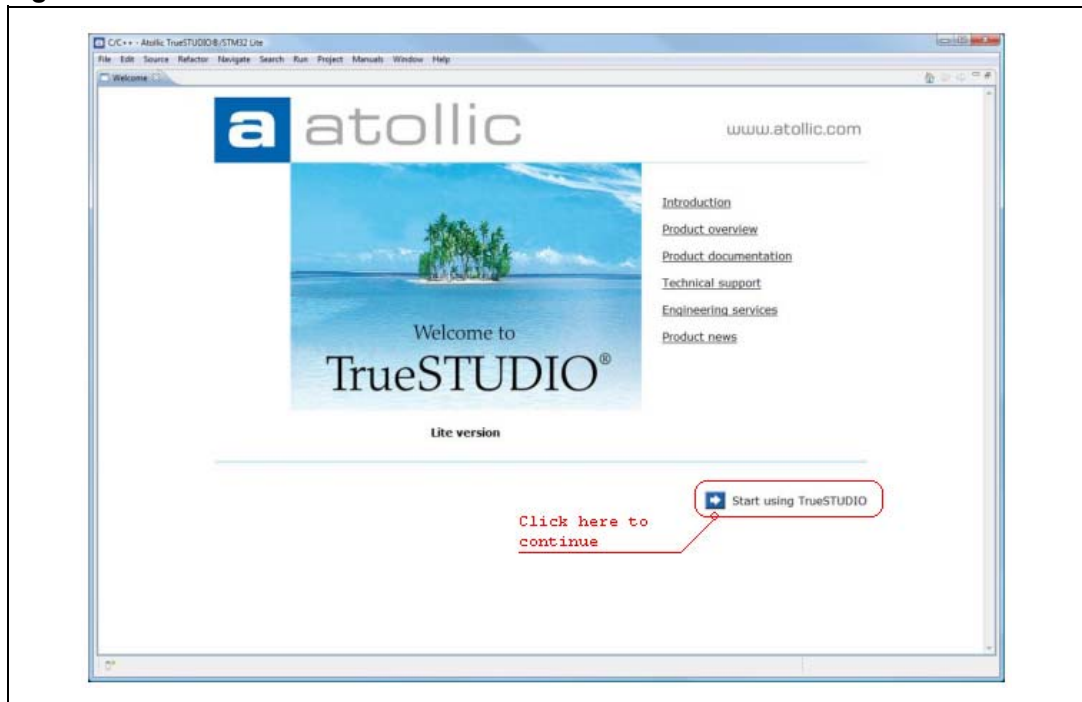 C/C++ - Atollic TrueSTUDIO®/STM32 Lite
File Edit Source Refactor Navigate Search Run Project Manuals Window Help
Welcome
a atollic
www.atollic.com
Introduction
Product overview
Product documentation
Technical support
Engineering services
Product news
Welcome to
TrueSTUDIO®
Lite version
Start using TrueSTUDIO
Click here to
continue